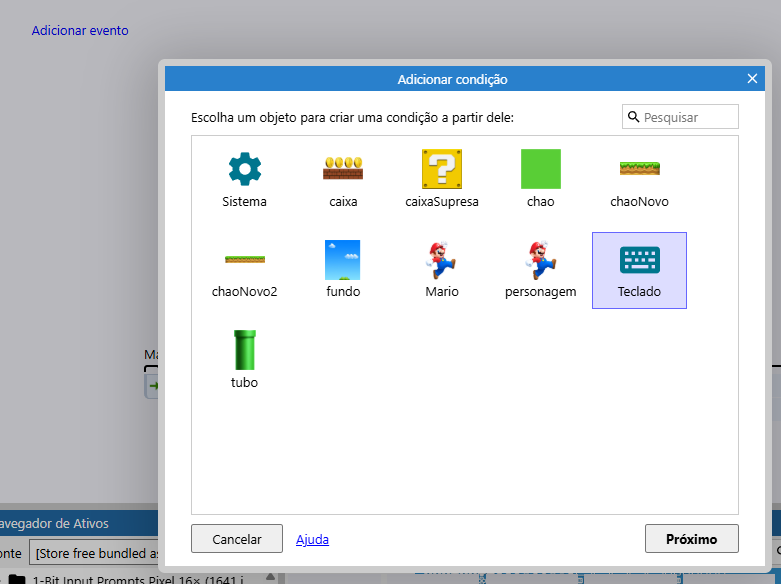 Adicionar evento
Adicionar condição
Escolha um objeto para criar uma condição a partir dele:
Pesquisar
Sistema
caixa
caixaSupresa
chao
chaoNovo
chaoNovo2
fundo
Mario
personagem
Teclado
Ma
tubo
avegador de Ativos
Cancelar
Ajuda
Próximo
onte
[Store free bundled as
1-Bit Input Prompts Pixel 16× (1641 i